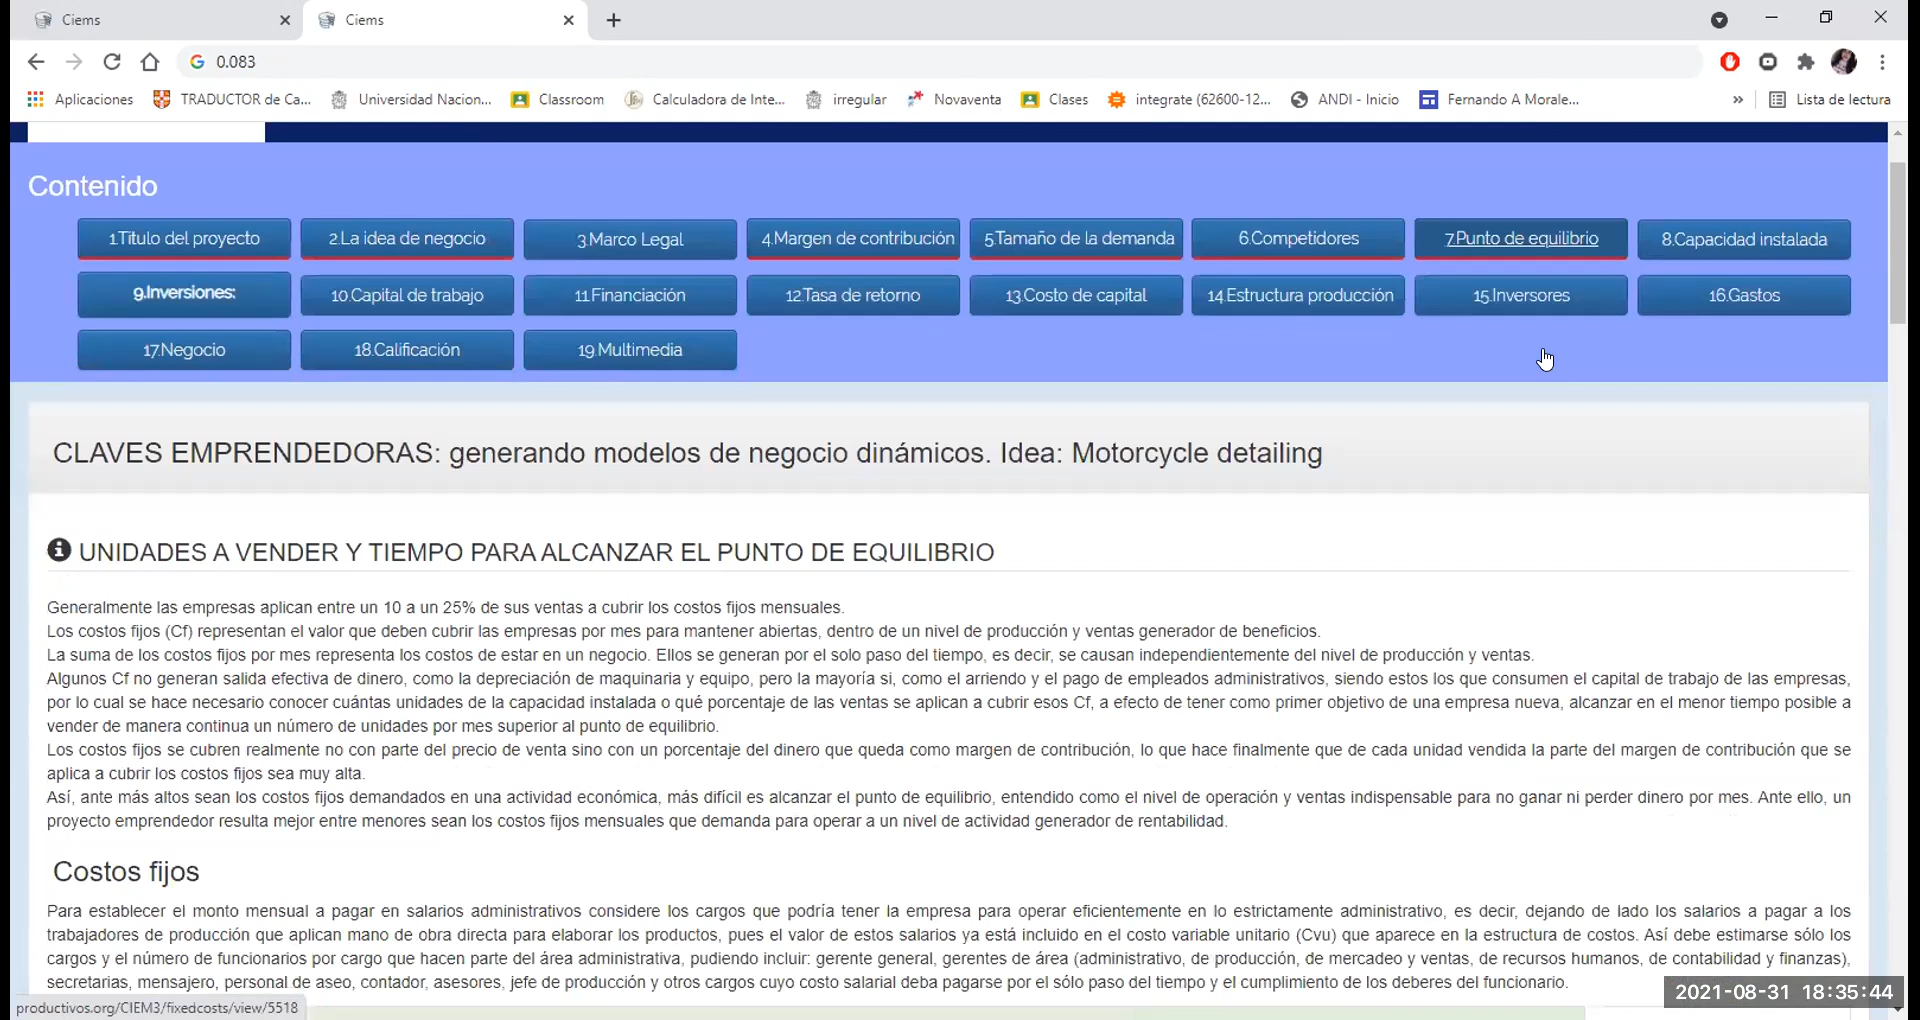 Ciems
Ciems
0.083
Aplicaciones
TRADUCTOR de Ca...
Universidad Nacion...
Classroom
Calculadora de Inte...
irregular
Novaventa
Clases
integrate (62600-12...
ANDI - Inicio
Fernando A Morale...
»
Lista de lectura
Contenido
1.Titulo del proyecto
2.La idea de negocio
3.Marco Legal
4.Margen de contribución
5.Tamaño de la demanda
6.Competidores
7.Punto de equilibrio
8.Capacidad instalada
9.Inversiones:
10.Capital de trabajo
11.Financiación
12.Tasa de retorno
13.Costo de capital
14.Estructura producción
15.Inversores
16.Gastos
17.Negocio
18.Calificación
19.Multimedia
CLAVES EMPRENDEDORAS: generando modelos de negocio dinámicos. Idea: Motorcycle detailing
UNIDADES A VENDER Y TIEMPO PARA ALCANZAR EL PUNTO DE EQUILIBRIO
Generalmente las empresas aplican entre un 10 a un 25% de sus ventas a cubrir los costos fijos mensuales.
Los costos fijos (Cf) representan el valor que deben cubrir las empresas por mes para mantener abiertas, dentro de un nivel de producción y ventas generador de beneficios.
La suma de los costos fijos por mes representa los costos de estar en un negocio. Ellos se generan por el solo paso del tiempo, es decir, se causan independientemente del nivel de producción y ventas.
Algunos Cf no generan salida efectiva de dinero, como la depreciación de maquinaria y equipo, pero la mayoría si, como el arriendo y el pago de empleados administrativos, siendo estos los que consumen el capital de trabajo de las empresas,
por lo cual se hace necesario conocer cuántas unidades de la capacidad instalada o qué porcentaje de las ventas se aplican a cubrir esos Cf, a efecto de tener como primer objetivo de una empresa nueva, alcanzar en el menor tiempo posible a
vender de manera continua un número de unidades por mes superior al punto de equilibrio.
Los costos fijos se cubren realmente no con parte del precio de venta sino con un porcentaje del dinero que queda como margen de contribución, lo que hace finalmente que de cada unidad vendida la parte del margen de contribución que se
aplica a cubrir los costos fijos sea muy alta.
Así, ante más altos sean los costos fijos demandados en una actividad económica, más difícil es alcanzar el punto de equilibrio, entendido como el nivel de operación y ventas indispensable para no ganar ni perder dinero por mes. Ante ello, un
proyecto emprendedor resulta mejor entre menores sean los costos fijos mensuales que demanda para operar a un nivel de actividad generador de rentabilidad.
Costos fijos
Para establecer el monto mensual a pagar en salarios administrativos considere los cargos que podría tener la empresa para operar eficientemente en lo estrictamente administrativo, es decir, dejando de lado los salarios a pagar a los
trabajadores de producción que aplican mano de obra directa para elaborar los productos, pues el valor de estos salarios ya está incluido en el costo variable unitario (Cvu) que aparece en la estructura de costos. Así debe estimarse sólo los
cargos y el número de funcionarios por cargo que hacen parte del área administrativa, pudiendo incluir: gerente general, gerentes de área (administrativo, de producción, de mercadeo y ventas, de recursos humanos, de contabilidad y finanzas),
secretarias, mensajero, personal de aseo, contador, asesores, jefe de producción y otros cargos cuyo costo salarial deba pagarse por el sólo paso del tiempo y el cumplimiento de los deberes del funcionario.
2021-08-31 18:35:44
productivos.org/CIEM3/fixedcosts/view/5518